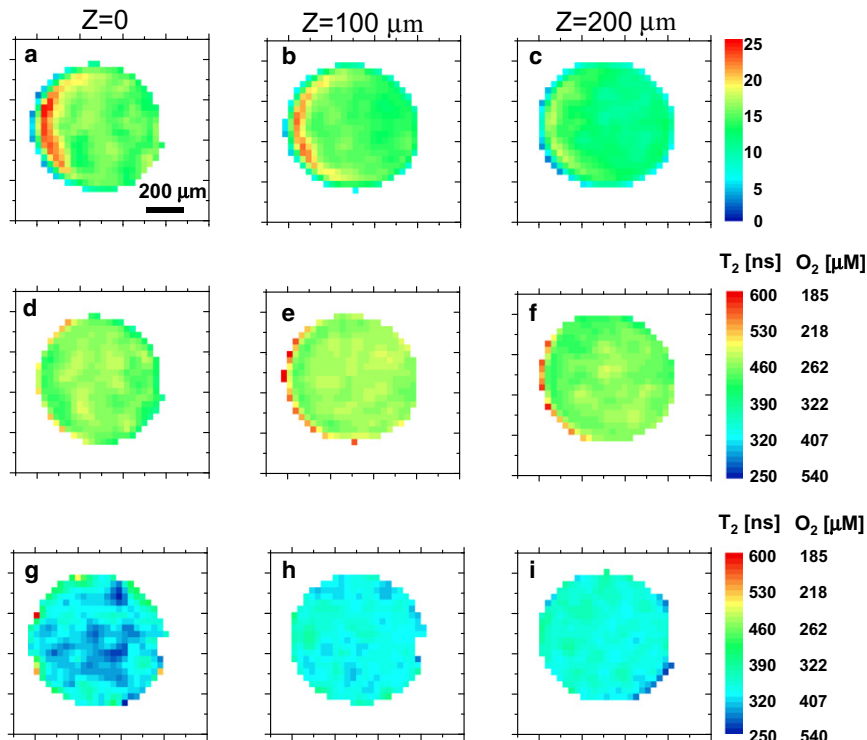 Z=0 Z=100 μm Z=200 μm
a b c
25
20
15
10
5
0
200 μm
T2 [ns] O2 [μM]
d e f
600 185
530 218
460 262
390 322
320 407
250 540
T2 [ns] O2 [μM]
g h i
600 185
530 218
460 262
390 322
320 407
250 540